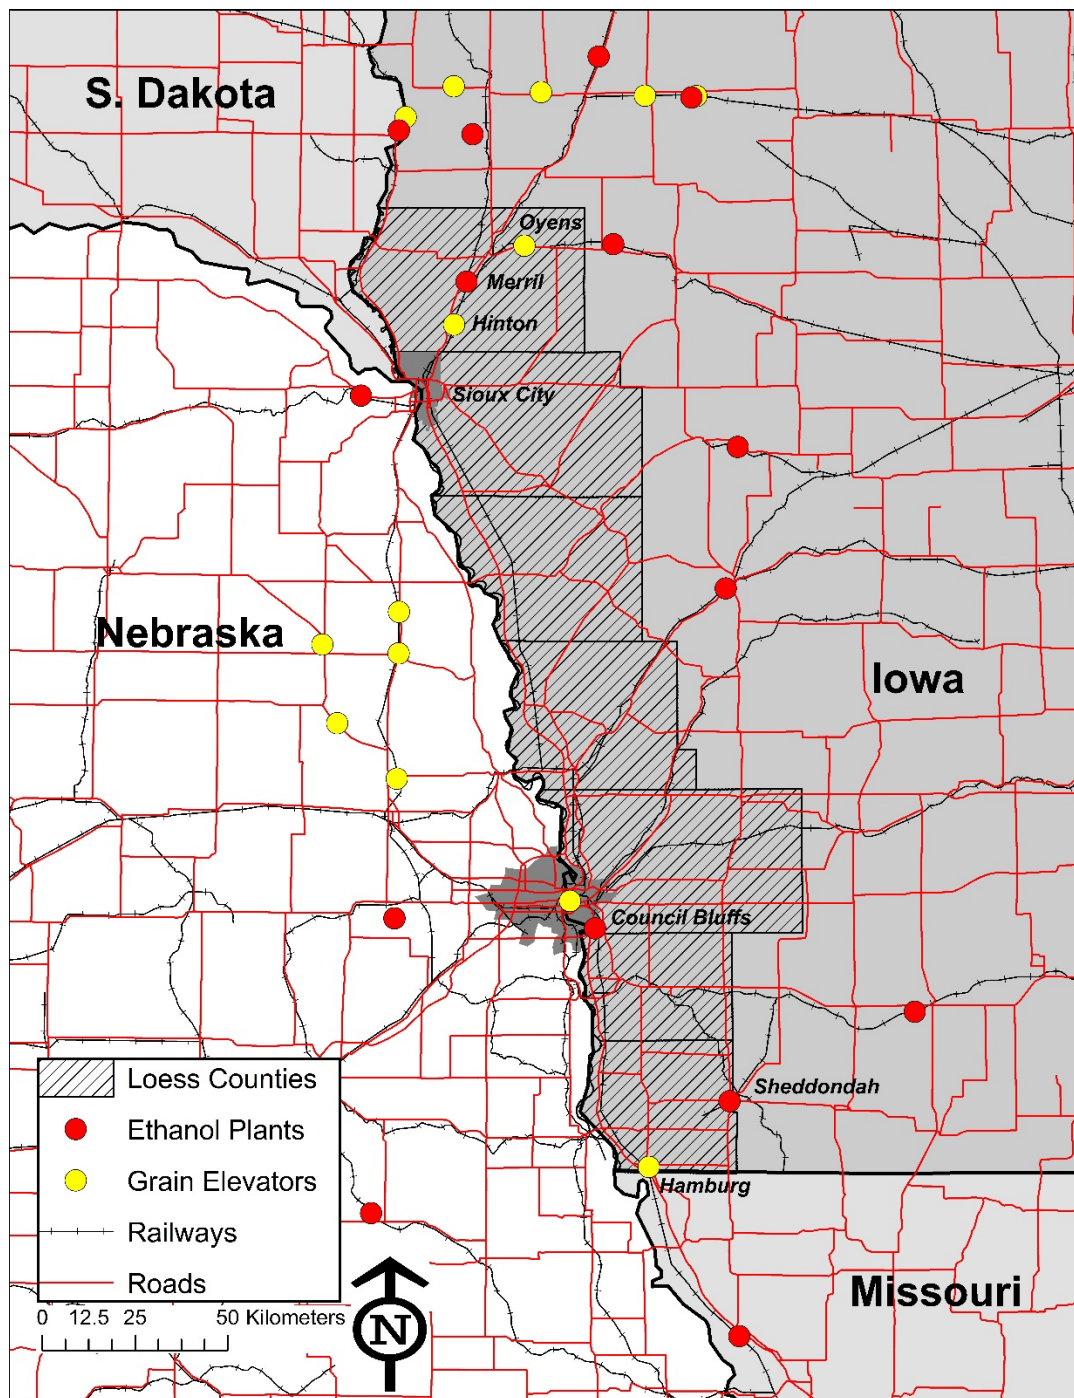 S. Dakota
Oyens
Merril
Hinton
Sioux City
Nebraska
Iowa
Council Bluffs
Sheddondah
Hamburg
Missouri
Loess Counties
Ethanol Plants
Grain Elevators
Railways
Roads
0 12.5 25 50 Kilometers
N